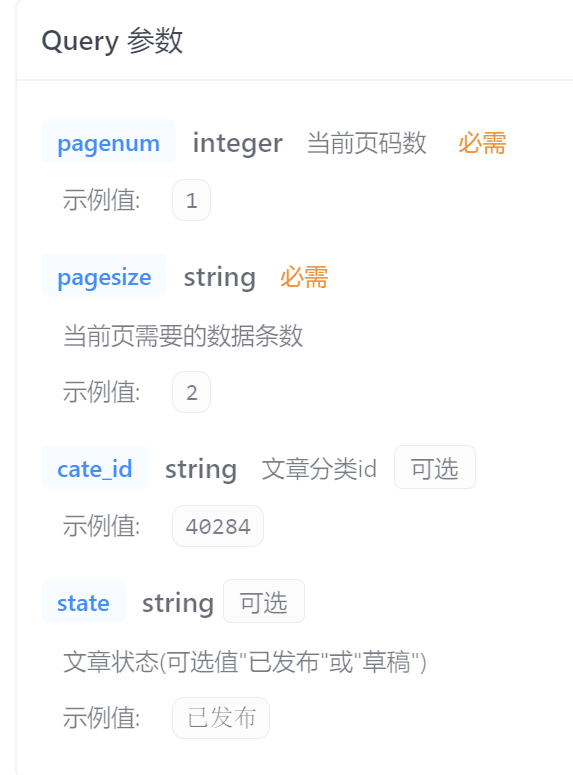 Query 参数
pagenum integer 当前页码数 必需
示例值: 1
pagesize string 必需
当前页需要的数据条数
示例值: 2
cate_id string 文章分类id 可选
示例值: 40284
state string 可选
文章状态(可选值"已发布"或"草稿")
示例值: 已发布